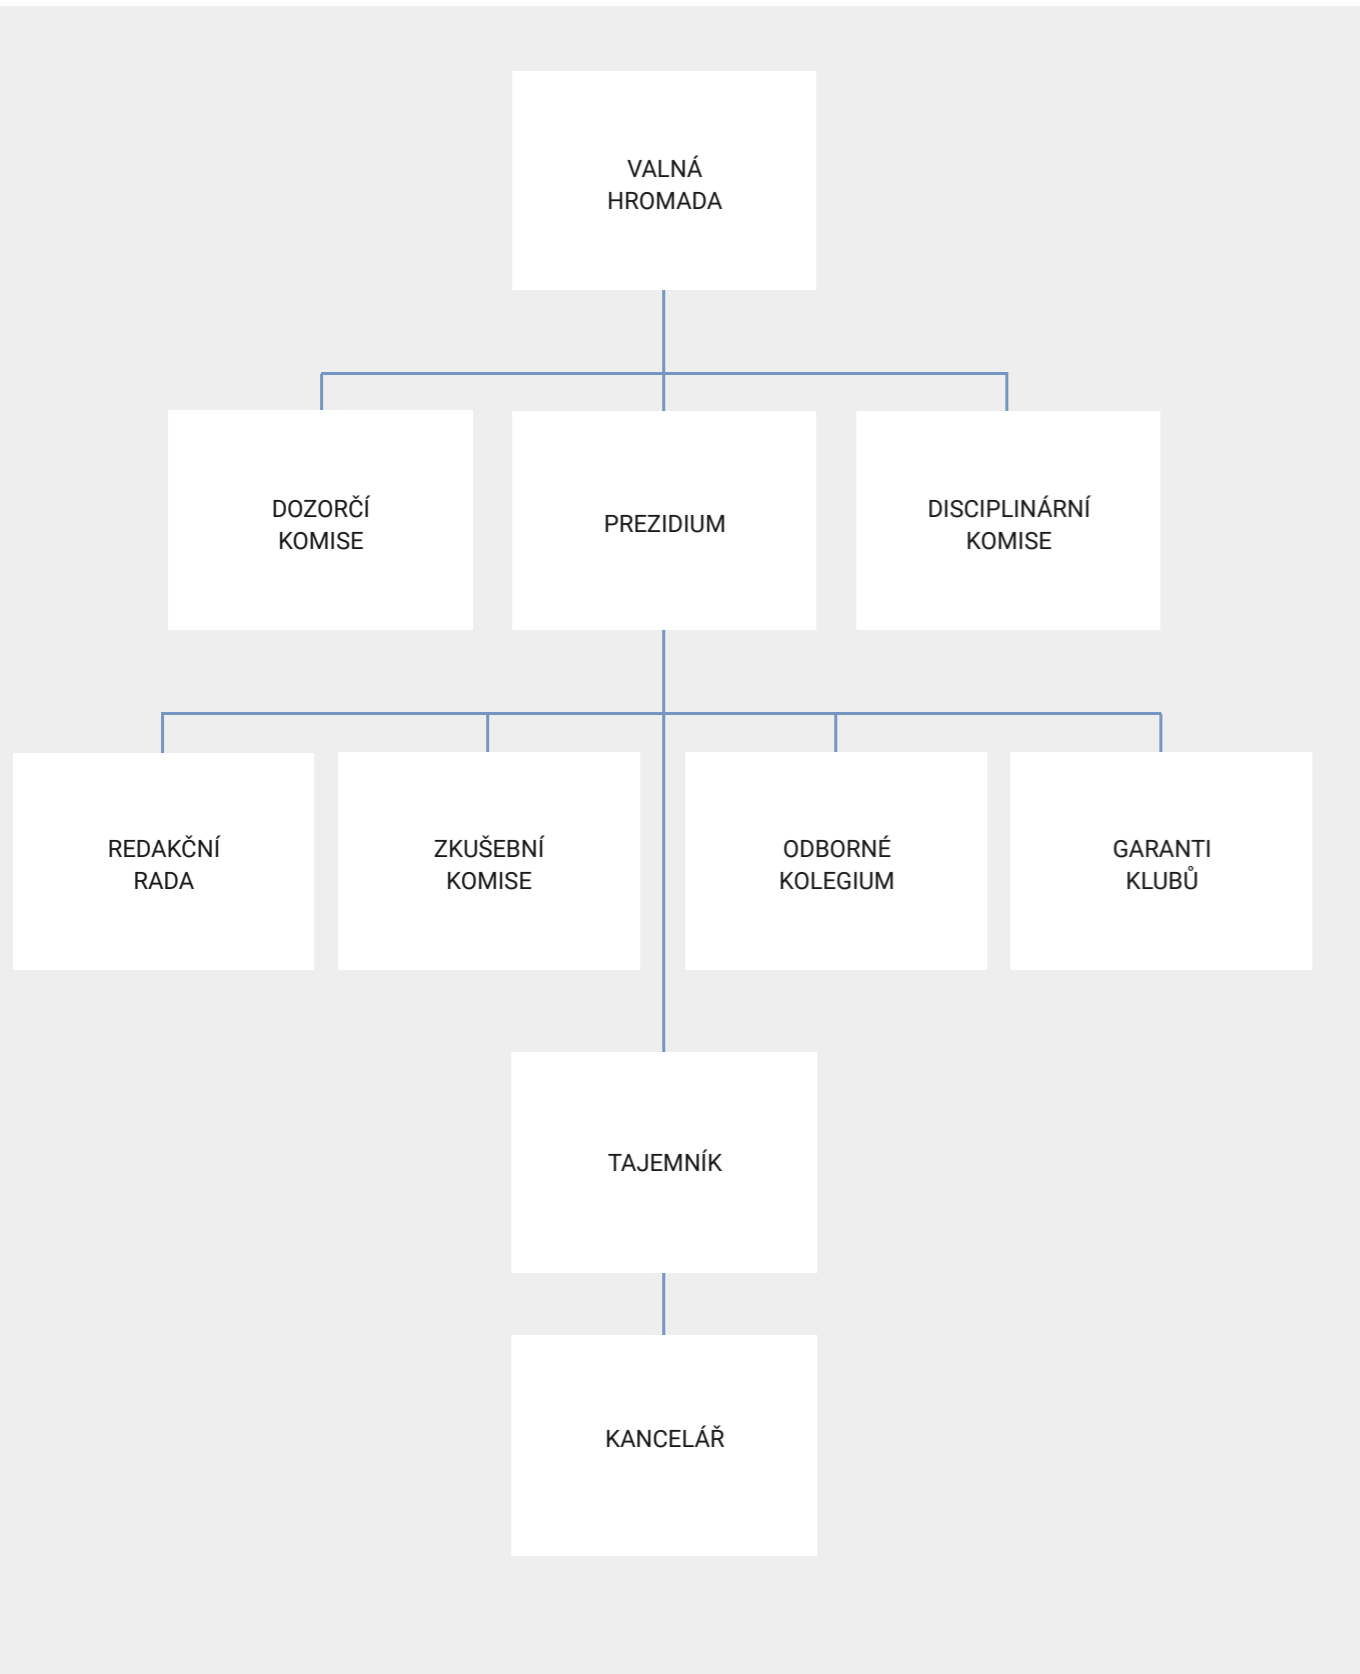 VALNÁ
HROMADA
DOZORČÍ
KOMISE
PREZIDIUM
DISCIPLINÁRNÍ
KOMISE
REDAKČNÍ
RADA
ZKUŠEBNÍ
KOMISE
ODBORNÉ
KOLEGIUM
GARANTI
KLUBŮ
TAJEMNÍK
KANCELÁŘ